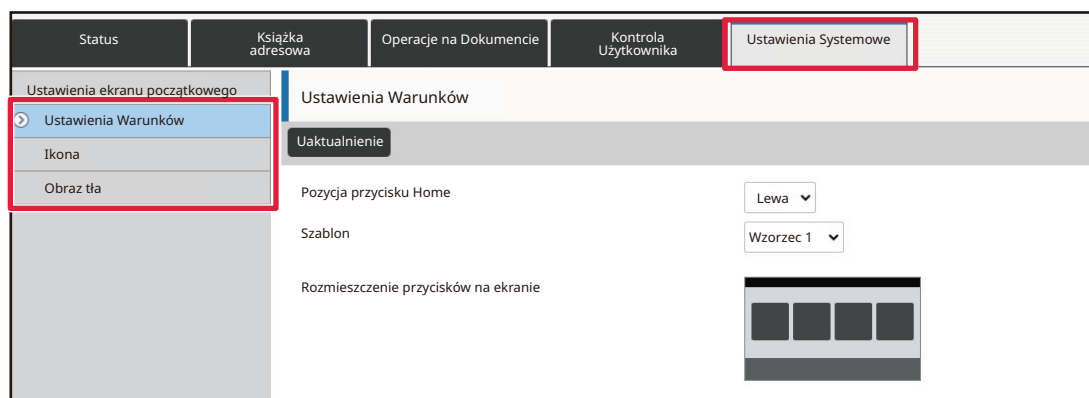 Status
Książka
adresowa
Operacje na Dokumencie
Kontrola
Użytkownika
Ustawienia Systemowe
Ustawienia ekranu początkowego
Ustawienia Warunków
Ikona
Obraz tła
Ustawienia Warunków
Uaktualnienie
Pozycja przycisku Home
Lewa
Szablon
Wzorzec 1
Rozmieszczenie przycisków na ekranie